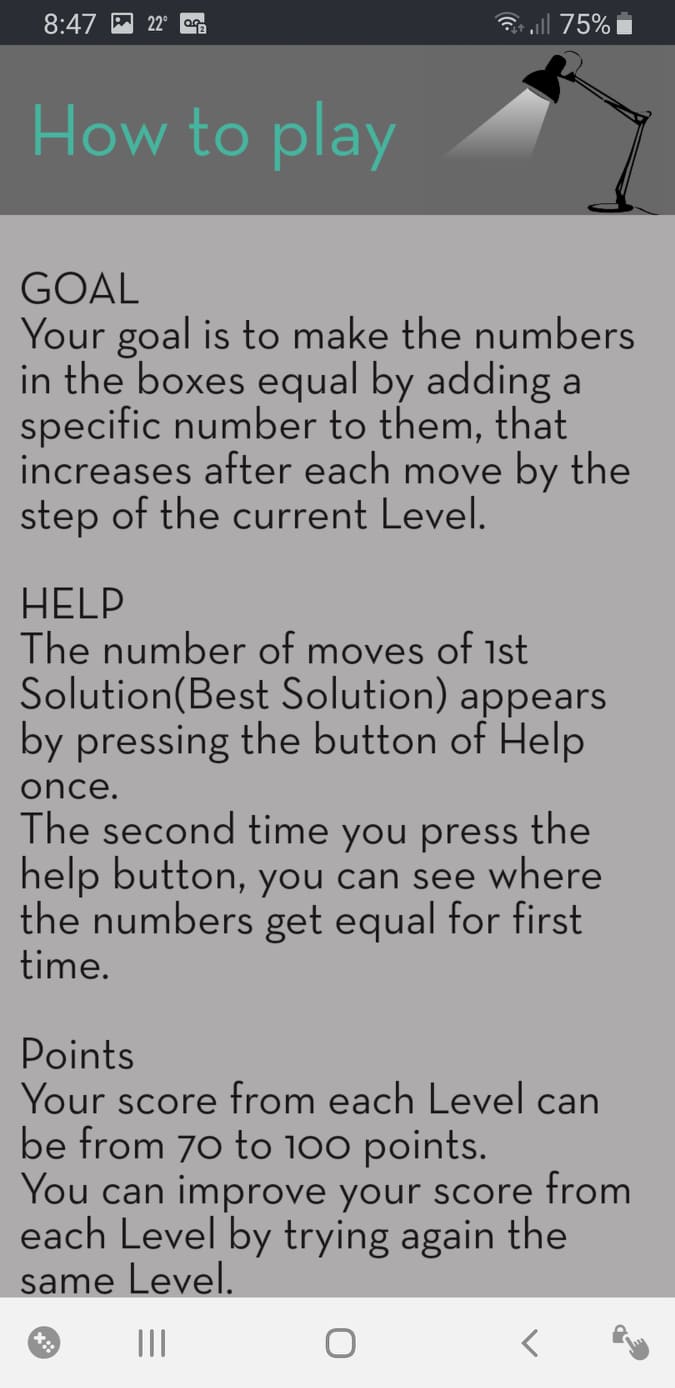 8:47 22° 75%
How to play
GOAL
Your goal is to make the numbers
in the boxes equal by adding a
specific number to them, that
increases after each move by the
step of the current Level.
HELP
The number of moves of 1st
Solution(Best Solution) appears
by pressing the button of Help
once.
The second time you press the
help button, you can see where
the numbers get equal for first
time.
Points
Your score from each Level can
be from 70 to 100 points.
You can improve your score from
each Level by trying again the
same Level.